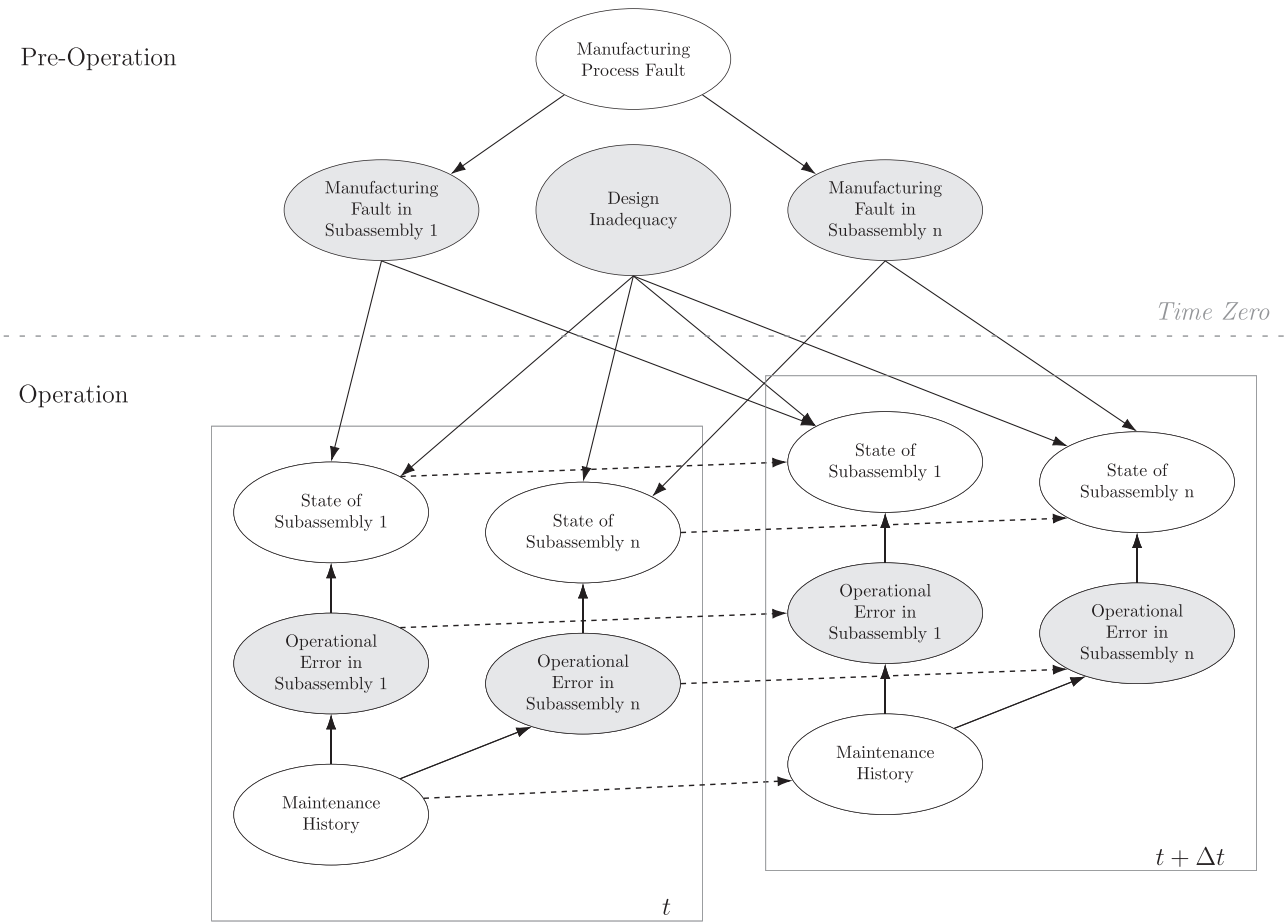 Pre-Operation
Manufacturing
Process Fault
Manufacturing
Fault in
Subassembly 1
Design
Inadequacy
Manufacturing
Fault in
Subassembly n
Time Zero
Operation
State of
Subassembly 1
State of
Subassembly n
Operational
Error in
Subassembly 1
Operational
Error in
Subassembly n
Maintenance
History
t
State of
Subassembly 1
State of
Subassembly n
Operational
Error in
Subassembly 1
Operational
Error in
Subassembly n
Maintenance
History
t + Δt